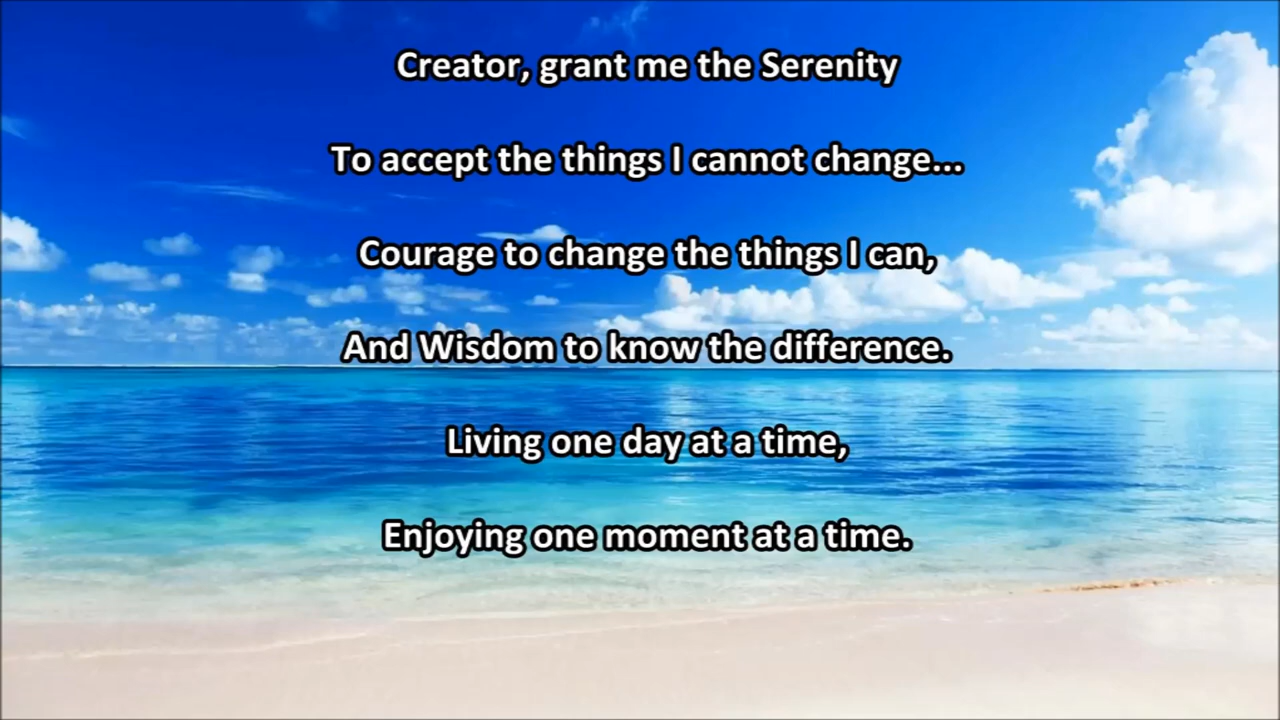 Creator, grant me the Serenity
To accept the things I cannot change...
Courage to change the things I can,
And Wisdom to know the difference.
Living one day at a time,
Enjoying one moment at a time.